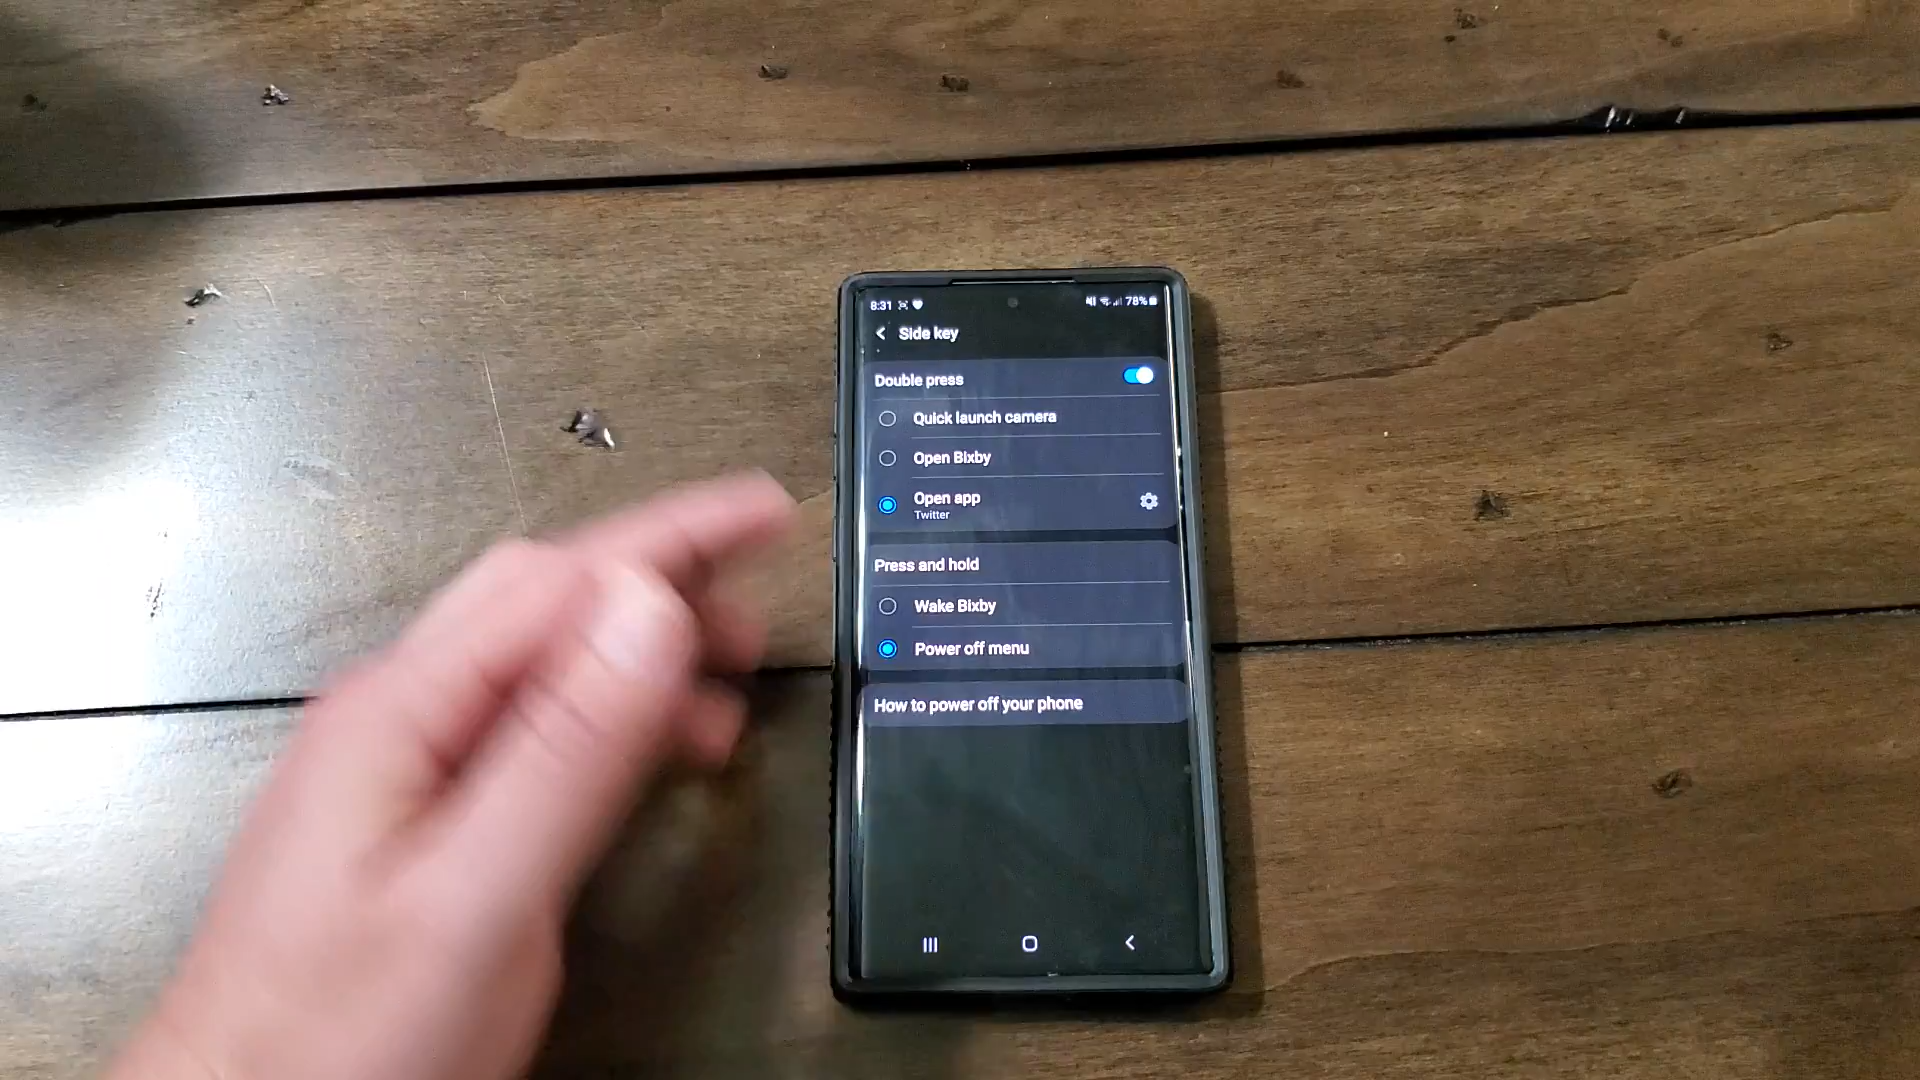 8:31 78%
Side key
Double press
Quick launch camera
Open Bixby
Open app
Twitter
Press and hold
Wake Bixby
Power off menu
How to power off your phone